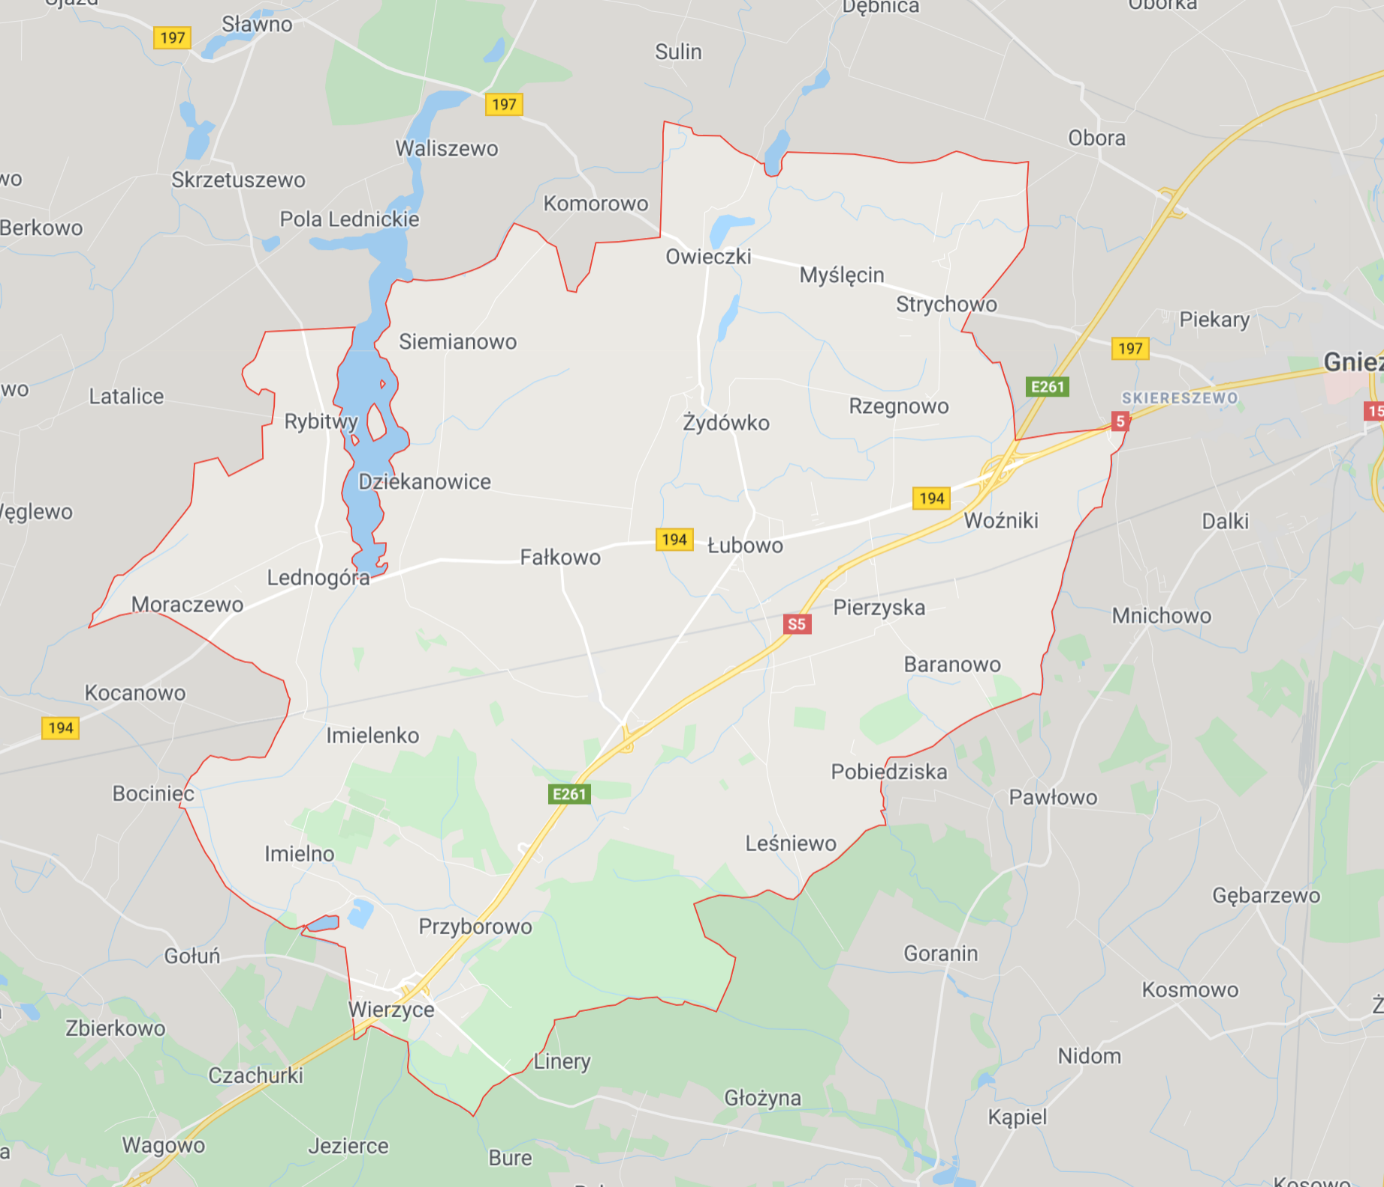 Sławno
Dębnica
197
Sulin
197
Obora
Waliszewo
Skrzetuszewo
Komorowo
Pola Lednickie
Berkowo
Owieczki
Myślęcin
Strychowo
Piekary
Siemianowo
197
Gniez
E261
Latalice
SKIERESZEWO
Rzegnowo
15
Rybitwy
Żydówko
5
Dziekanowice
194
Woźniki
Dalki
194
Łubowo
Fałkowo
Lednogóra
Moraczewo
Pierzyska
Mnichowo
S5
Baranowo
Kocanowo
194
Imielenko
Pobiedziska
Bociniec
E261
Pawłowo
Leśniewo
Imielno
Gębarzewo
Przyborowo
Gołuń
Goranin
Kosmowo
Wierzyce
Zbierkowo
Linery
Nidom
Czachurki
Głożyna
Kąpiel
Wagowo
Jezierce
Bure